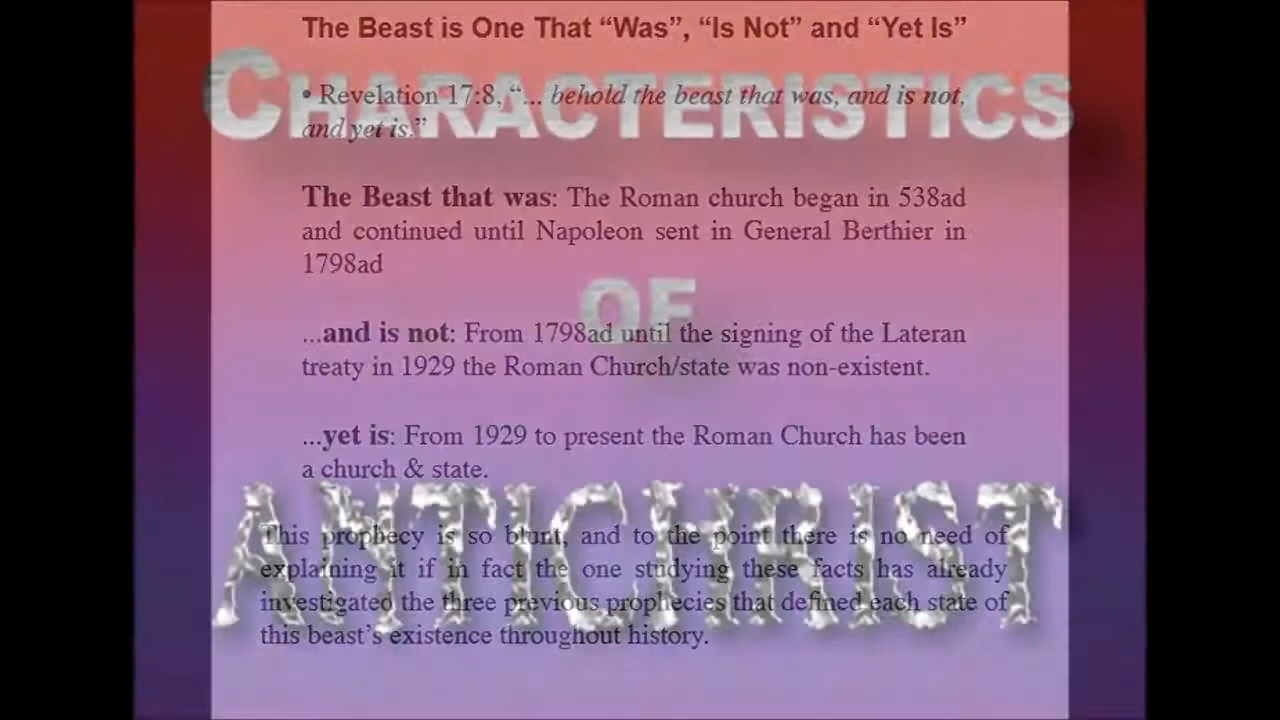 The Beast is One That “Was”, “Is Not” and “Yet Is”
CHARACTERISTICS
• Revelation 17:8, “... behold the beast that was, and is not,
and yet is.”
The Beast that was: The Roman church began in 538ad
and continued until Napoleon sent in General Berthier in
1798ad
OF
...and is not: From 1798ad until the signing of the Lateran
treaty in 1929 the Roman Church/state was non-existent.
...yet is: From 1929 to present the Roman Church has been
a church & state.
ANTICHRIST
This prophecy is so blunt, and to the point there is no need of
explaining it if in fact the one studying these facts has already
investigated the three previous prophecies that defined each state of
this beast’s existence throughout history.